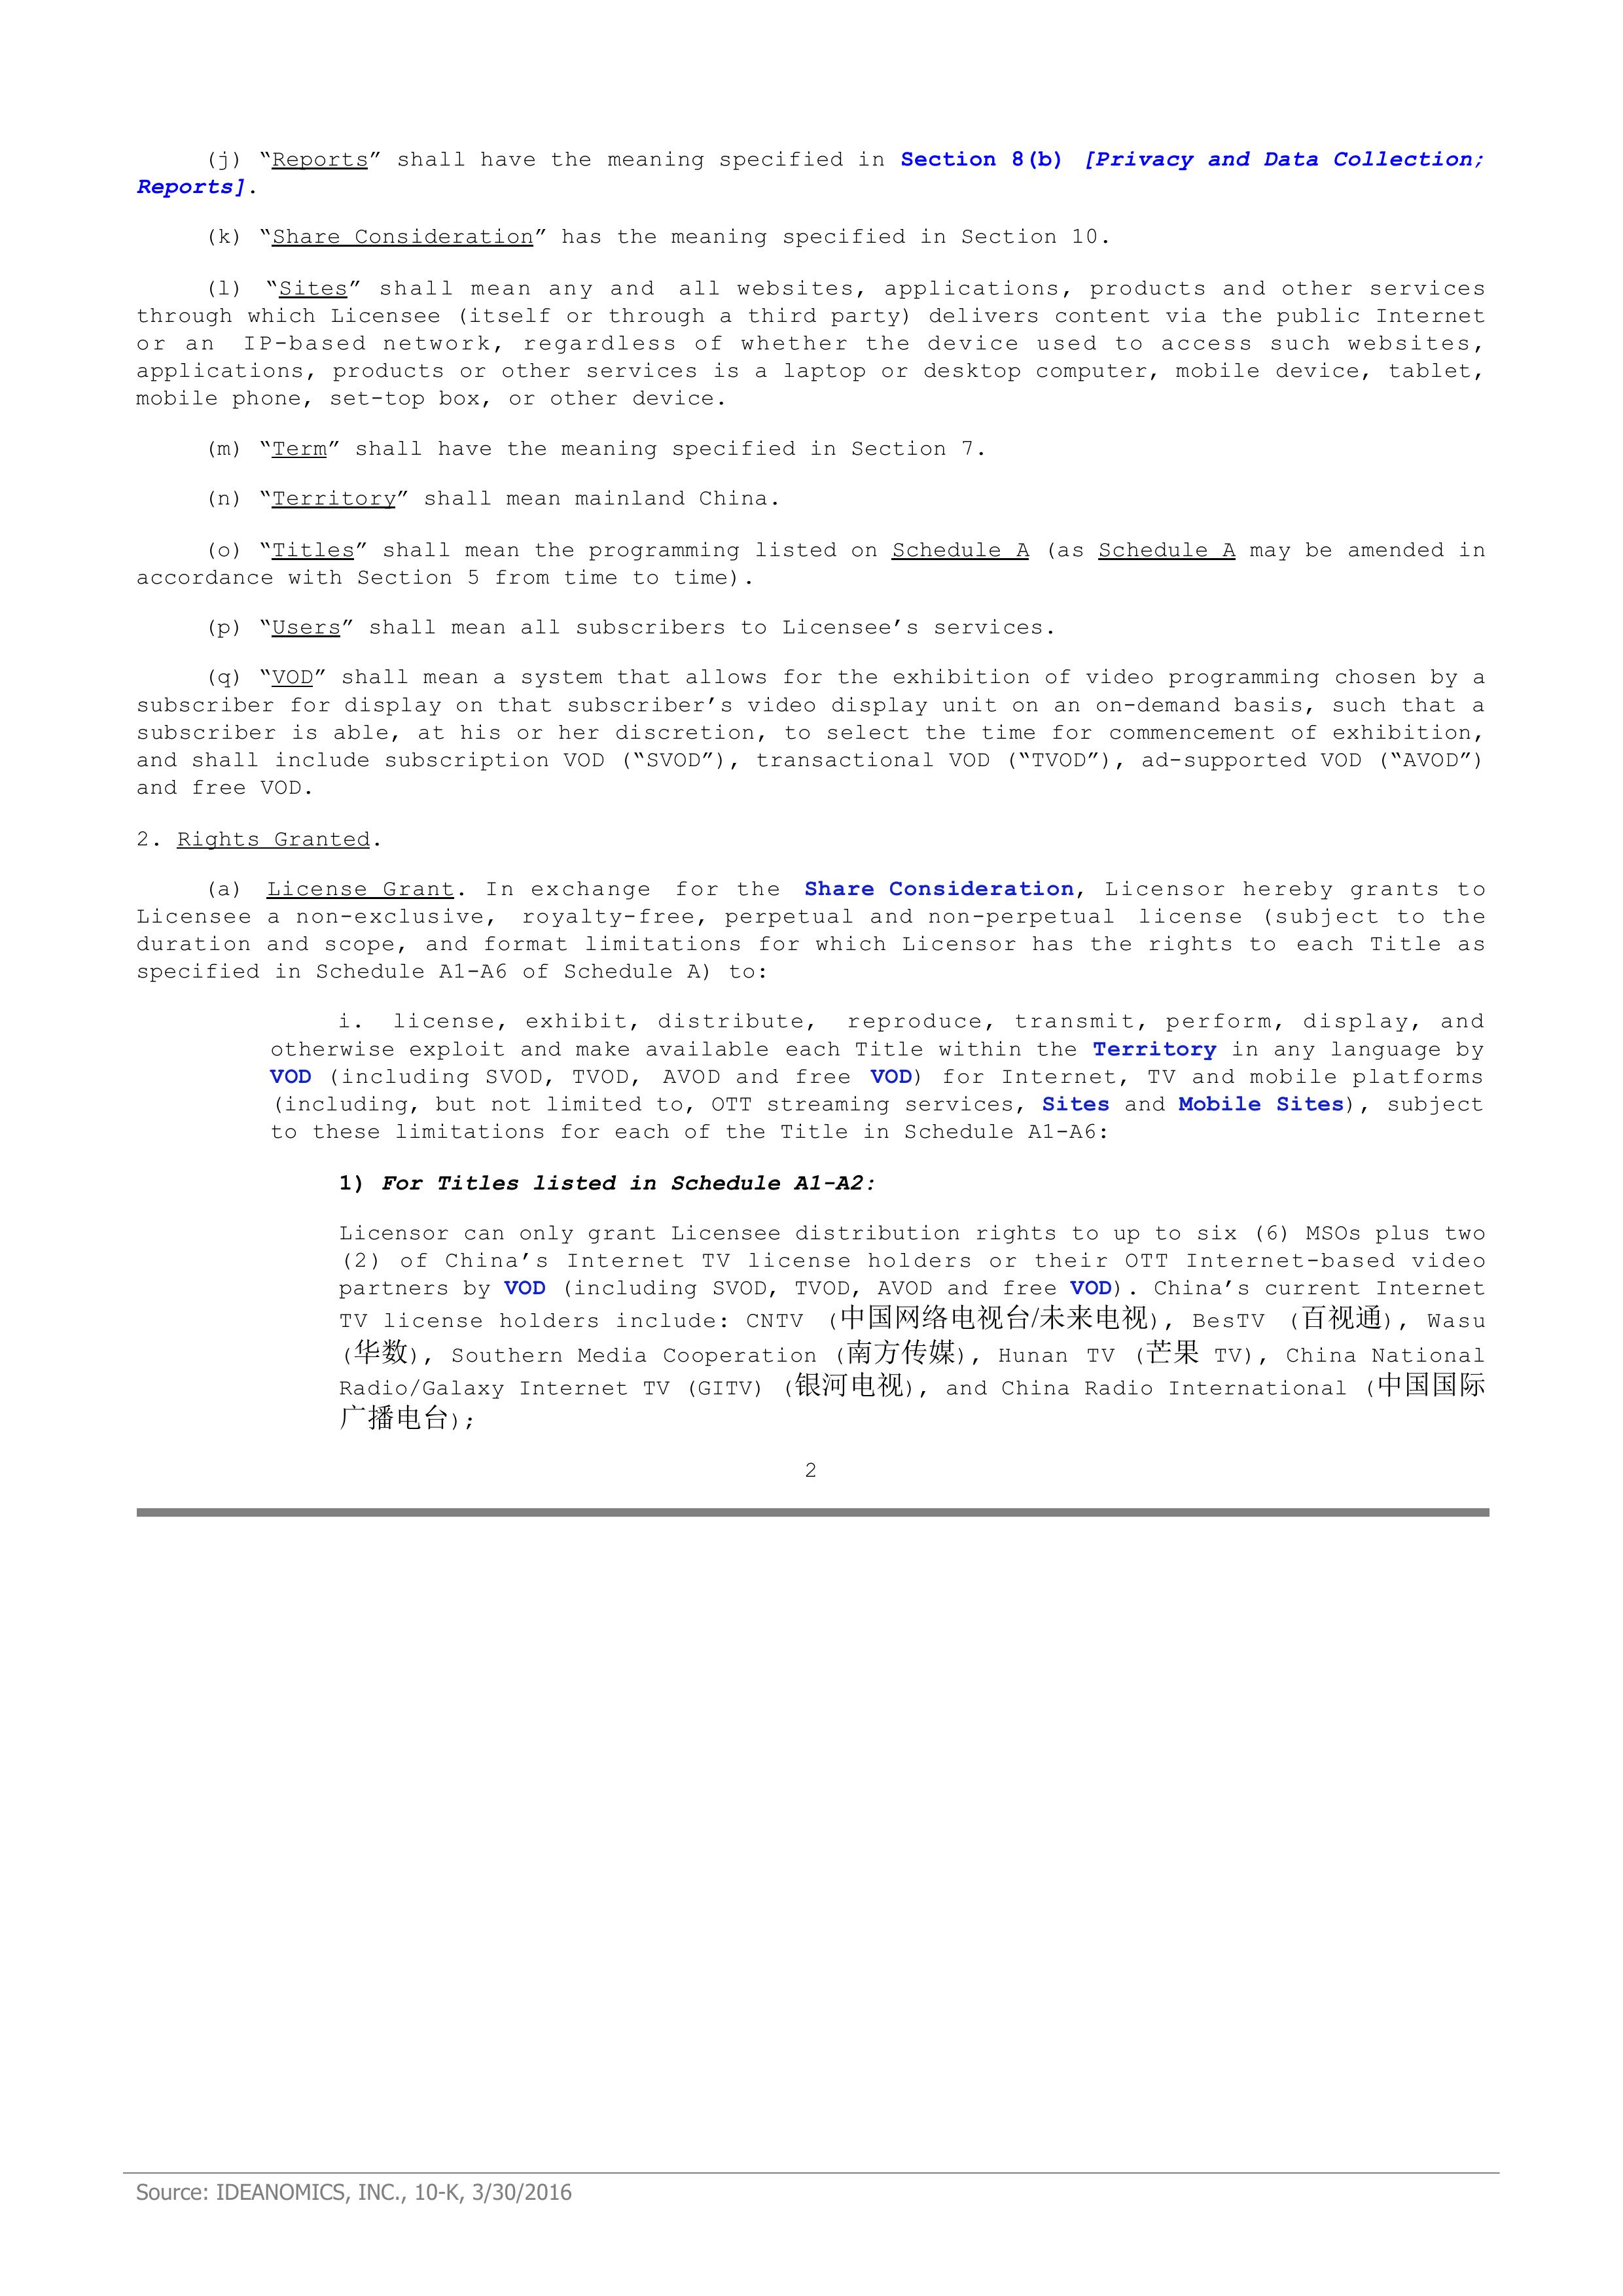 (j) “Reports” shall have the meaning specified in Section 8(b) [Privacy and Data Collection;
Reports].
(k) “Share Consideration” has the meaning specified in Section 10.
(l) “Sites” shall mean any and all websites, applications, products and other services
through which Licensee (itself or through a third party) delivers content via the public Internet
or an IP-based network, regardless of whether the device used to access such websites,
applications, products or other services is a laptop or desktop computer, mobile device, tablet,
mobile phone, set-top box, or other device.
(m) “Term” shall have the meaning specified in Section 7.
(n) “Territory” shall mean mainland China.
(o) “Titles” shall mean the programming listed on Schedule A (as Schedule A may be amended in
accordance with Section 5 from time to time).
(p) “Users” shall mean all subscribers to Licensee’s services.
(q) “VOD” shall mean a system that allows for the exhibition of video programming chosen by a
subscriber for display on that subscriber’s video display unit on an on-demand basis, such that a
subscriber is able, at his or her discretion, to select the time for commencement of exhibition,
and shall include subscription VOD (“SVOD”), transactional VOD (“TVOD”), ad-supported VOD (“AVOD”)
and free VOD.
2. Rights Granted.
(a) License Grant. In exchange for the Share Consideration, Licensor hereby grants to
Licensee a non-exclusive, royalty-free, perpetual and non-perpetual license (subject to the
duration and scope, and format limitations for which Licensor has the rights to each Title as
specified in Schedule A1-A6 of Schedule A) to:
i. license, exhibit, distribute, reproduce, transmit, perform, display, and
otherwise exploit and make available each Title within the Territory in any language by
VOD (including SVOD, TVOD, AVOD and free VOD) for Internet, TV and mobile platforms
(including, but not limited to, OTT streaming services, Sites and Mobile Sites), subject
to these limitations for each of the Title in Schedule A1-A6:
1) For Titles listed in Schedule A1-A2:
Licensor can only grant Licensee distribution rights to up to six (6) MSOs plus two
(2) of China’s Internet TV license holders or their OTT Internet-based video
partners by VOD (including SVOD, TVOD, AVOD and free VOD). China’s current Internet
TV license holders include: CNTV (中国网络电视台/未来电视), BesTV (百视通), Wasu
(华数), Southern Media Cooperation (南方传媒), Hunan TV (芒果 TV), China National
Radio/Galaxy Internet TV (GITV) (银河电视), and China Radio International (中国国际
广播电台);
2
Source: IDEANOMICS, INC., 10-K, 3/30/2016